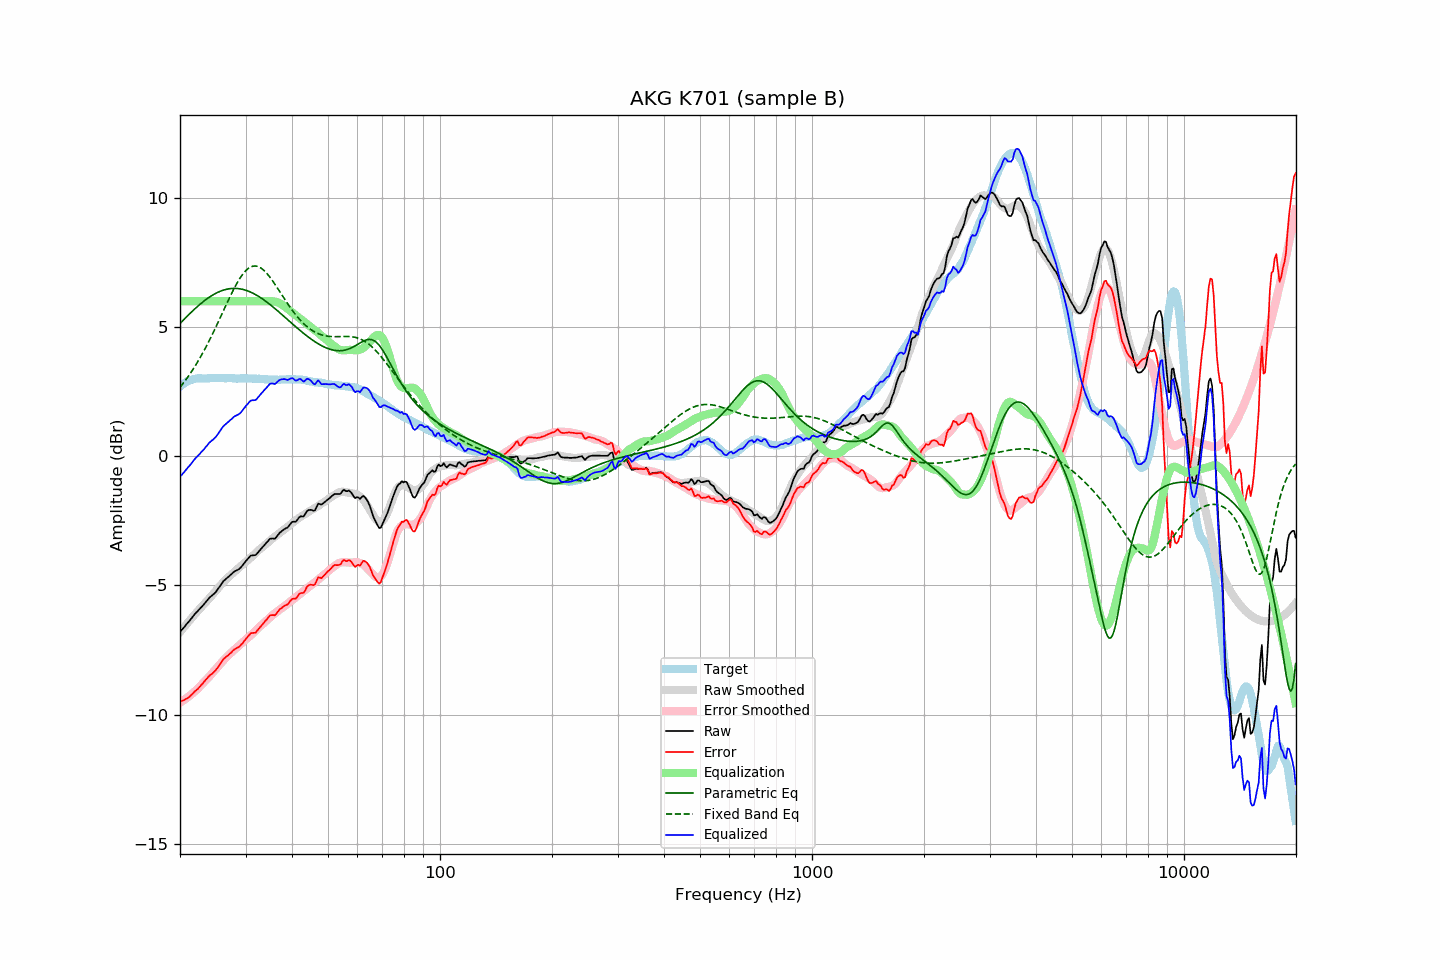 AKG K701 (sample B)
10
5
0
−5
−10
−15
Amplitude (dBr)
100
1000
10000
Frequency (Hz)
Target
Raw Smoothed
Error Smoothed
Raw
Error
Equalization
Parametric Eq
Fixed Band Eq
Equalized